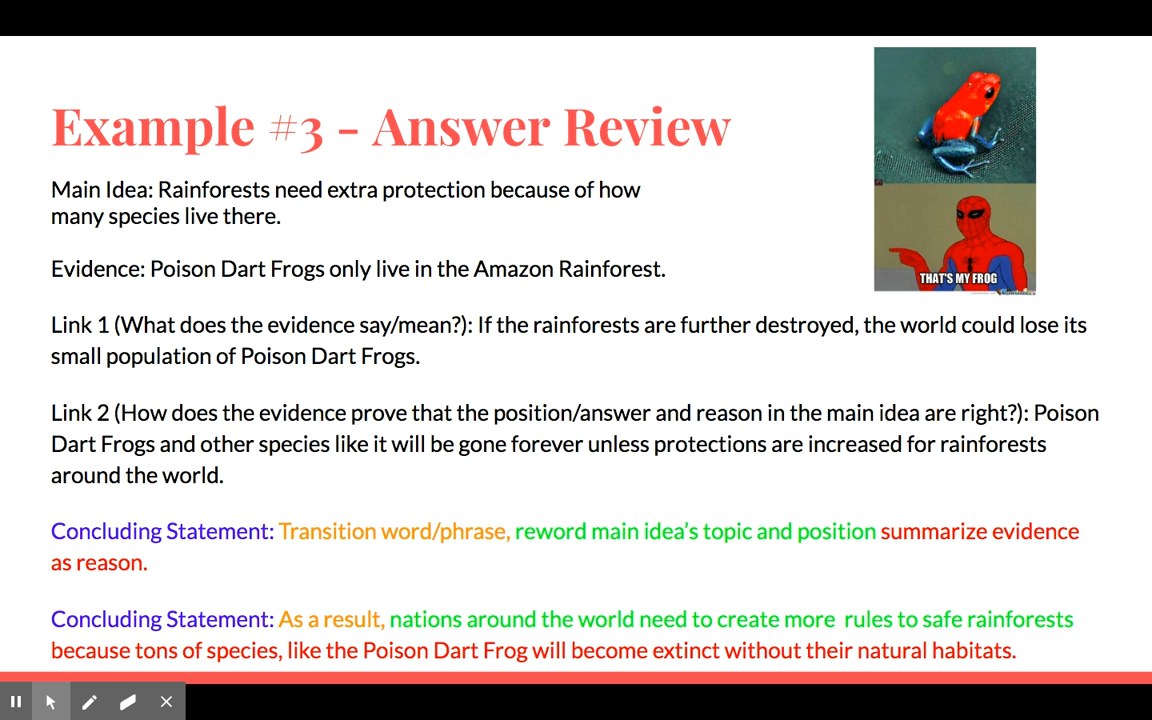 Example #3 - Answer Review
Main Idea: Rainforests need extra protection because of how
many species live there.
Evidence: Poison Dart Frogs only live in the Amazon Rainforest.
THAT'S MY FROG
Link 1 (What does the evidence say/mean?): If the rainforests are further destroyed, the world could lose its
small population of Poison Dart Frogs.
Link 2 (How does the evidence prove that the position/answer and reason in the main idea are right?): Poison
Dart Frogs and other species like it will be gone forever unless protections are increased for rainforests
around the world.
Concluding Statement: Transition word/phrase, reword main idea's topic and position summarize evidence
as reason.
Concluding Statement: As a result, nations around the world need to create more rules to safe rainforests
because tons of species, like the Poison Dart Frog will become extinct without their natural habitats.